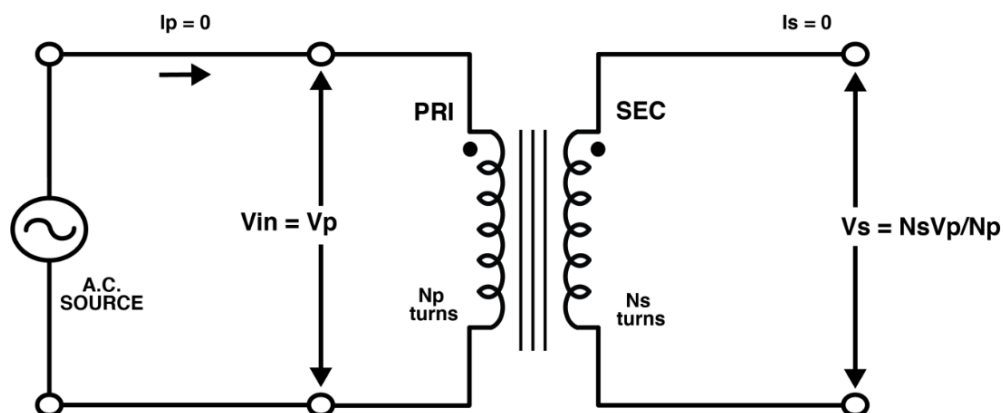 Ip = 0
Is = 0
PRI
SEC
Vin = Vp
Vs = NsVp/Np
A.C.
SOURCE
Np
turns
Ns
turns